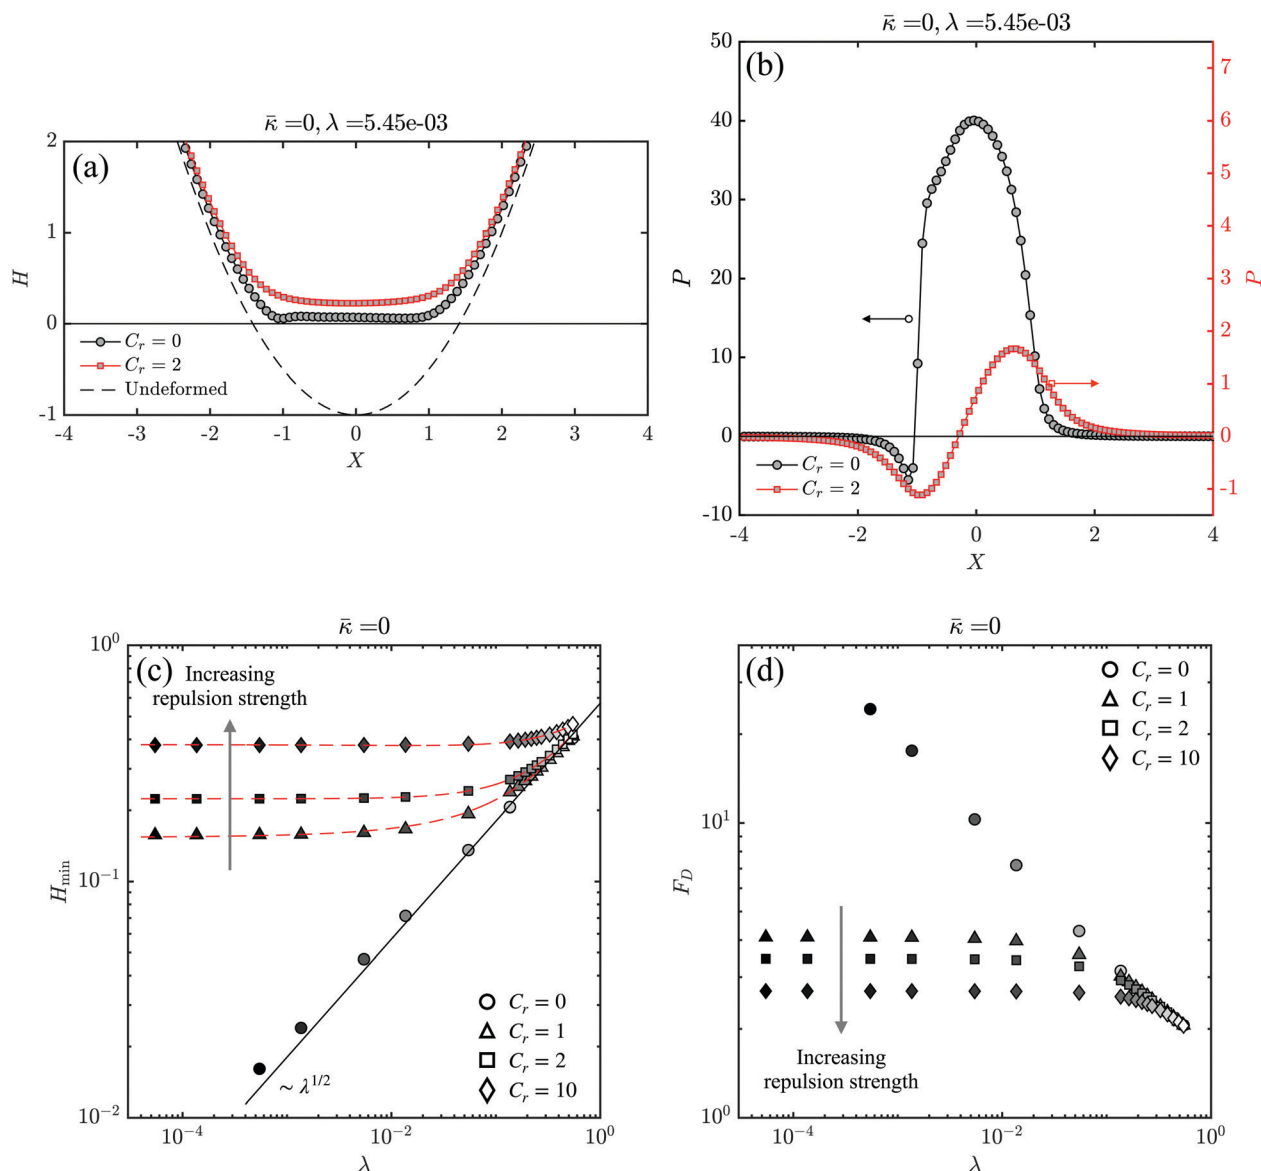 κ̄ =0, λ =5.45e-03
(a)
2
1
0
-1
H
-4 -3 -2 -1 0 1 2 3 4
X
C_r = 0
C_r = 2
Undeformed
κ̄ =0, λ =5.45e-03
(b)
50
40
30
20
10
0
-10
P
7
6
5
4
3
2
1
0
-1
P
-4 -2 0 2 4
X
C_r = 0
C_r = 2
κ̄ =0
(c)
Increasing
repulsion strength
10^0
10^-1
10^-2
H_min
C_r = 0
C_r = 1
C_r = 2
C_r = 10
~ λ^1/2
10^-4 10^-2 10^0
λ
κ̄ =0
(d)
C_r = 0
C_r = 1
C_r = 2
C_r = 10
10^1
10^0
F_D
Increasing
repulsion strength
10^-4 10^-2 10^0
λ